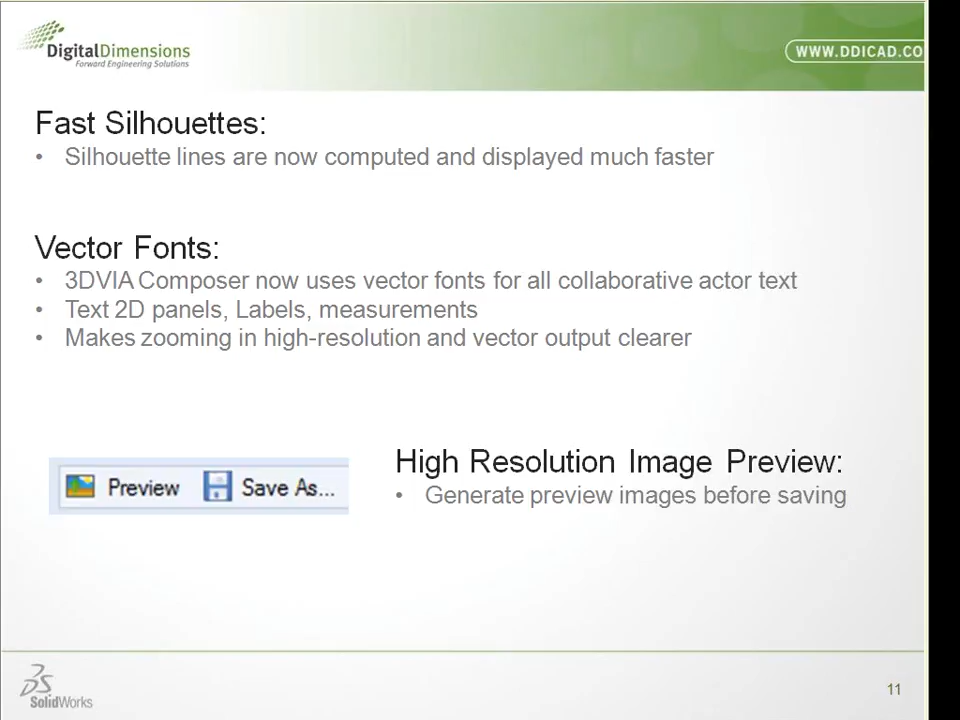 DigitalDimensions
Forward Engineering Solutions
WWW.DDICAD.CO
Fast Silhouettes:
• Silhouette lines are now computed and displayed much faster
Vector Fonts:
• 3DVIA Composer now uses vector fonts for all collaborative actor text
• Text 2D panels, Labels, measurements
• Makes zooming in high-resolution and vector output clearer
Preview Save As...
High Resolution Image Preview:
• Generate preview images before saving
SolidWorks
11